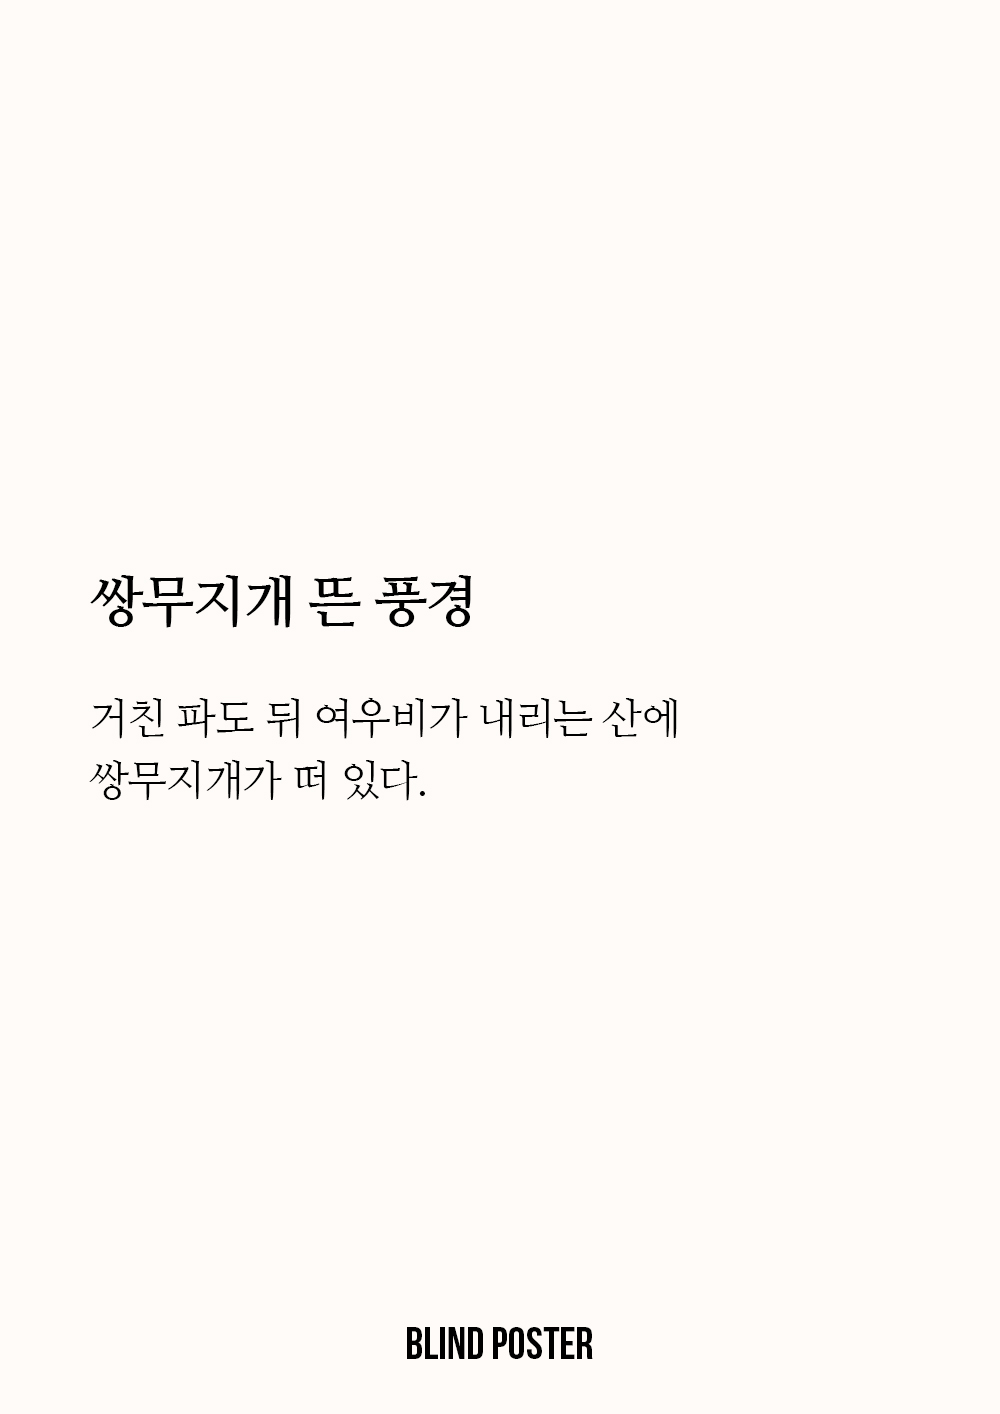 쌍무지개 뜬 풍경
거친 파도 뒤 여우비가 내리는 산에
쌍무지개가 떠 있다.
BLIND POSTER